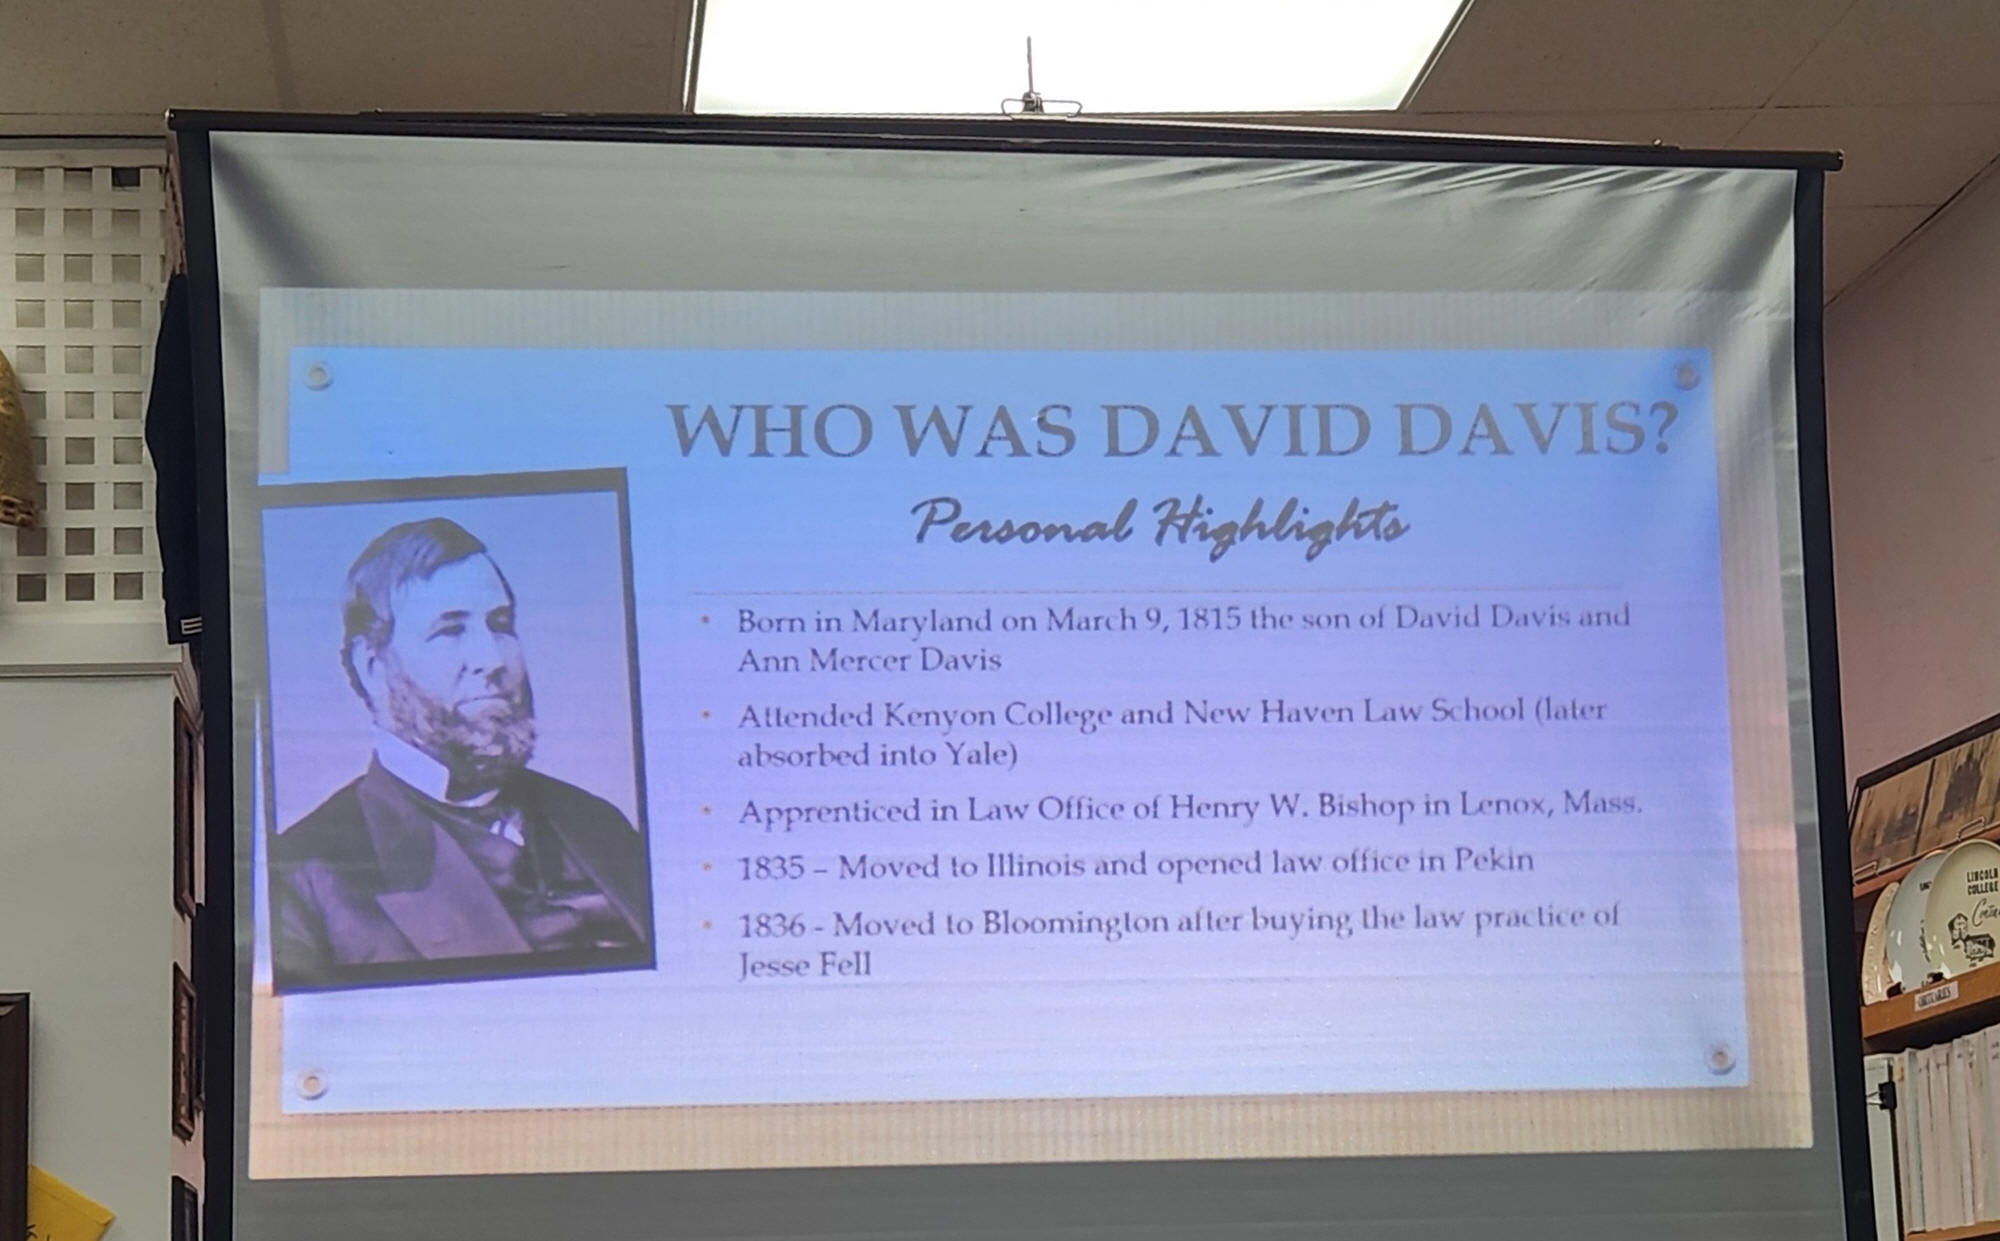 WHO WAS DAVID DAVIS?
Personal Highlights
• Born in Maryland on March 9, 1815 the son of David Davis and
Ann Mercer Davis
• Attended Kenyon College and New Haven Law School (later
absorbed into Yale)
• Apprenticed in Law Office of Henry W. Bishop in Lenox, Mass.
• 1835 – Moved to Illinois and opened law office in Pekin
• 1836 - Moved to Bloomington after buying the law practice of
Jesse Fell
LINCOLN
COLLEGE
OBITUARIES